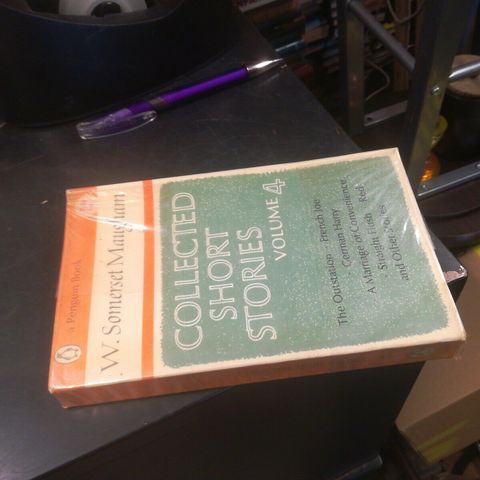 a Penguin Book
W. Somerset Maugham
COLLECTED
SHORT
STORIES
VOLUME 4
The Outstation · French Joe
German Harry
A Marriage of Convenience
Straight Flush · Red
and Other Stories